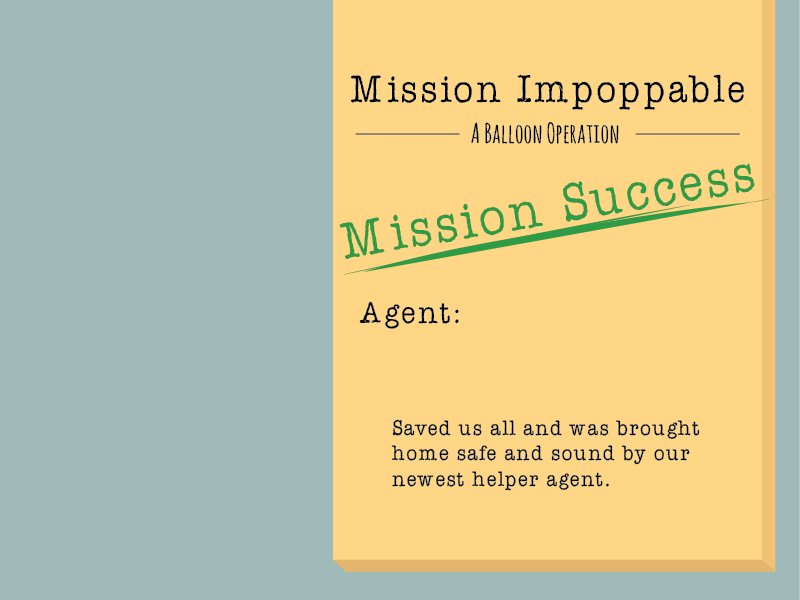 Mission Impoppable
A Balloon Operation
Mission Success
Agent:
Saved us all and was brought
home safe and sound by our
newest helper agent.